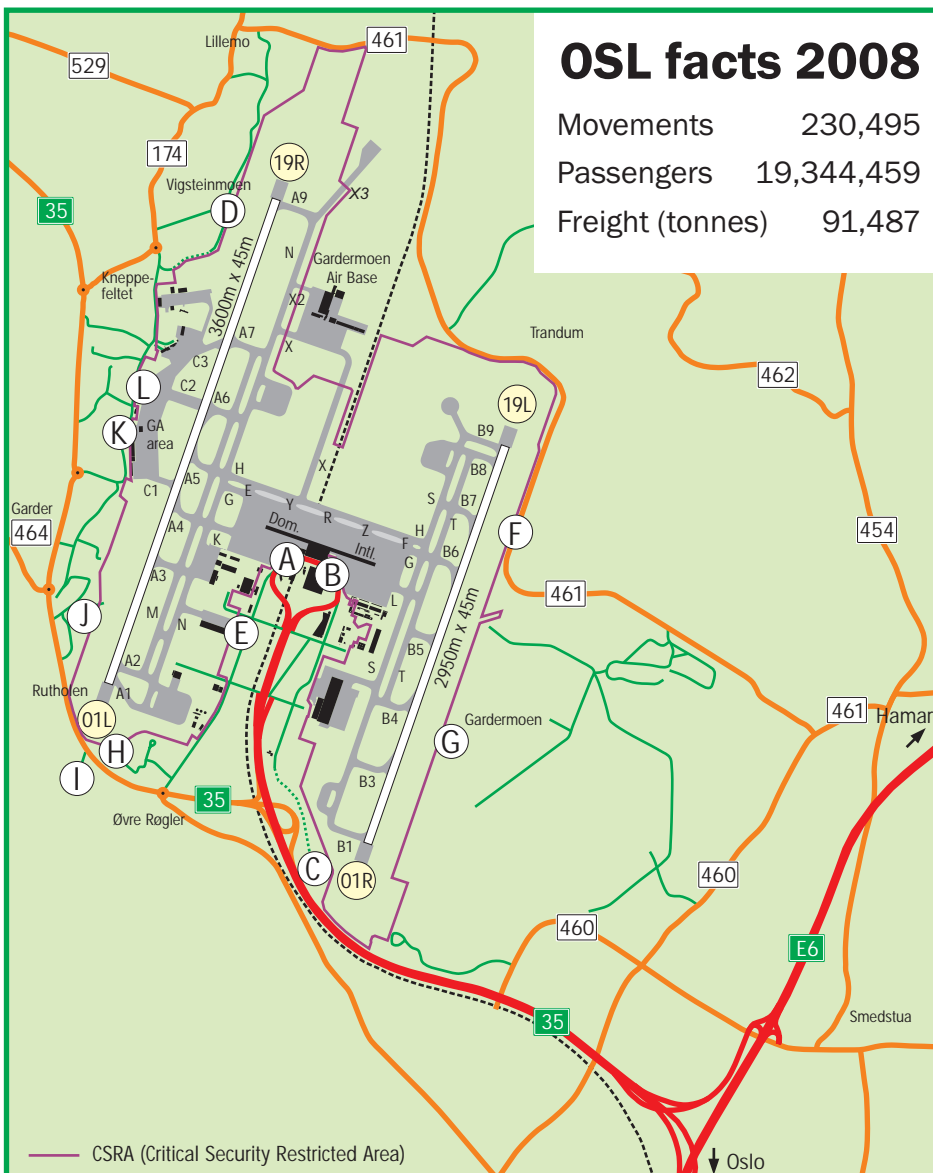 OSL facts 2008
Movements 230,495
Passengers 19,344,459
Freight (tonnes) 91,487
Lillemo
461
529
174
19R
Vigsteinmoen
A9
X3
35
D
N
Gardermoen
Air Base
Kneppe-
feltet
3600m x 45m
X2
A7
X
Trandum
C3
462
L
C2
A6
19L
K
GA
area
B9
H
X
B8
C1
A5
E
G
S
B7
454
Garder
Y
R
464
A4
Dom.
Z
H
T
F
K
Intl.
F
B6
A
G
A3
B
461
L
J
M
N
E
B5
A2
S
2950m x 45m
T
Rutholen
A1
B4
461
01L
Gardermoen
Hamar
H
G
I
B3
35
Øvre Røgler
B1
C
01R
460
460
E6
35
Smedstua
CSRA (Critical Security Restricted Area)
Oslo